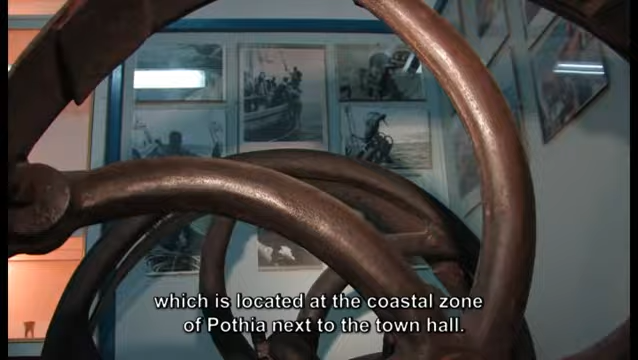 which is located at the coastal zone
of Pothia next to the town hall.